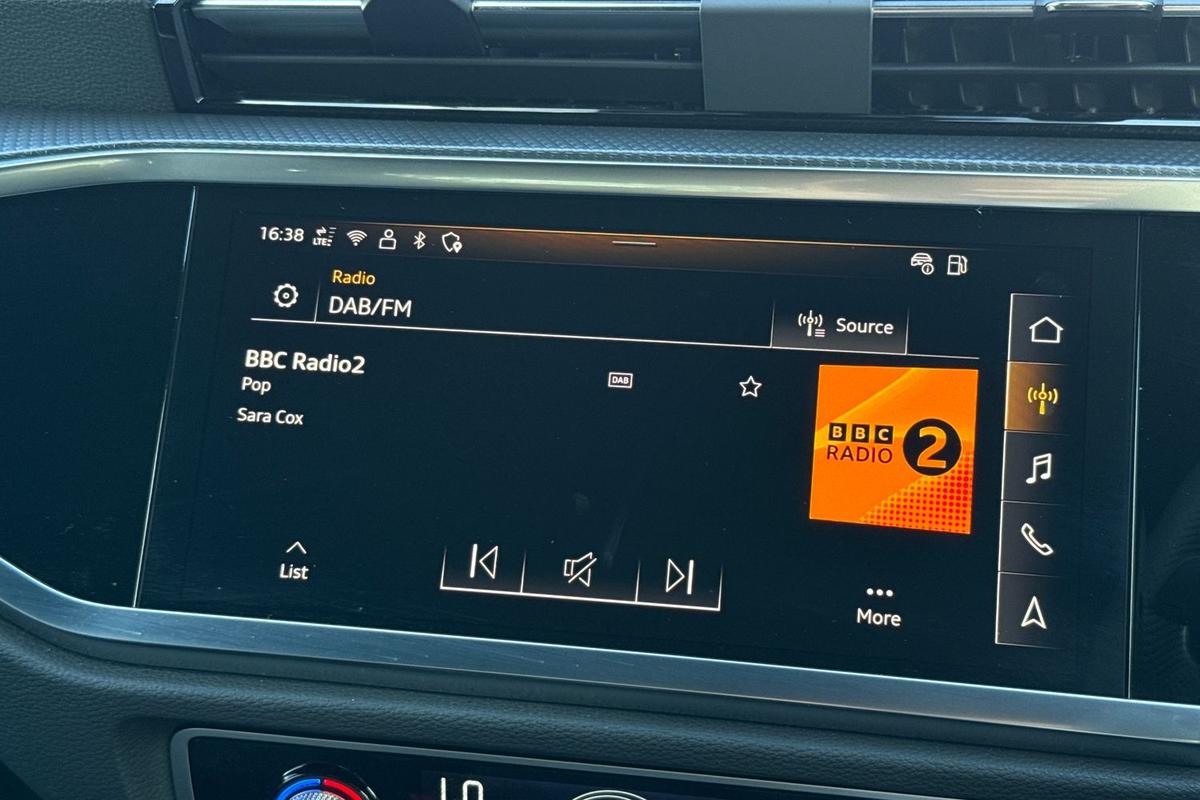 16:38 LTE
Radio
DAB/FM
Source
BBC Radio2
DAB
Pop
Sara Cox
BBC
RADIO 2
List
More